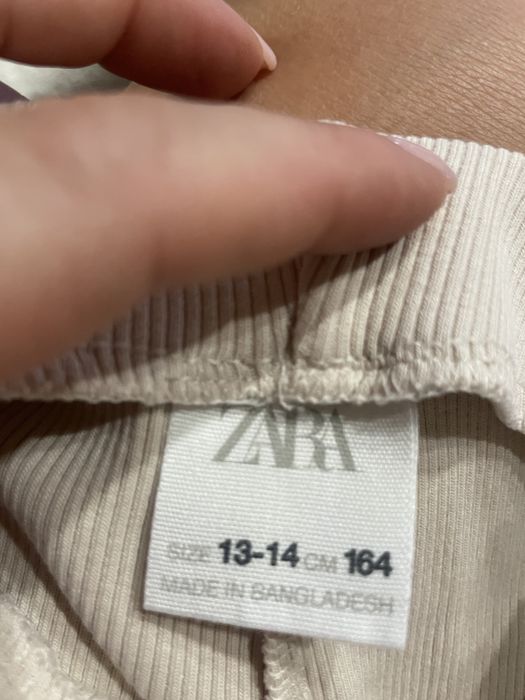 ZARA
SIZE 13-14 CM 164
MADE IN BANGLADESH